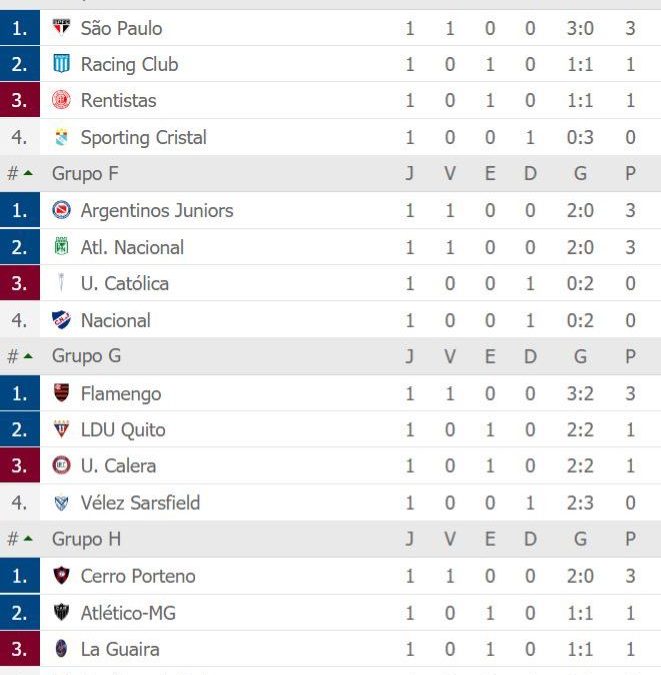 1. São Paulo 1 1 0 0 3:0 3
2. Racing Club 1 0 1 0 1:1 1
3. Rentistas 1 0 1 0 1:1 1
4. Sporting Cristal 1 0 0 1 0:3 0
# Grupo F J V E D G P
1. Argentinos Juniors 1 1 0 0 2:0 3
2. Atl. Nacional 1 1 0 0 2:0 3
3. U. Católica 1 0 0 1 0:2 0
4. Nacional 1 0 0 1 0:2 0
# Grupo G J V E D G P
1. Flamengo 1 1 0 0 3:2 3
2. LDU Quito 1 0 1 0 2:2 1
3. U. Calera 1 0 1 0 2:2 1
4. Vélez Sarsfield 1 0 0 1 2:3 0
# Grupo H J V E D G P
1. Cerro Porteno 1 1 0 0 2:0 3
2. Atlético-MG 1 0 1 0 1:1 1
3. La Guaira 1 0 1 0 1:1 1